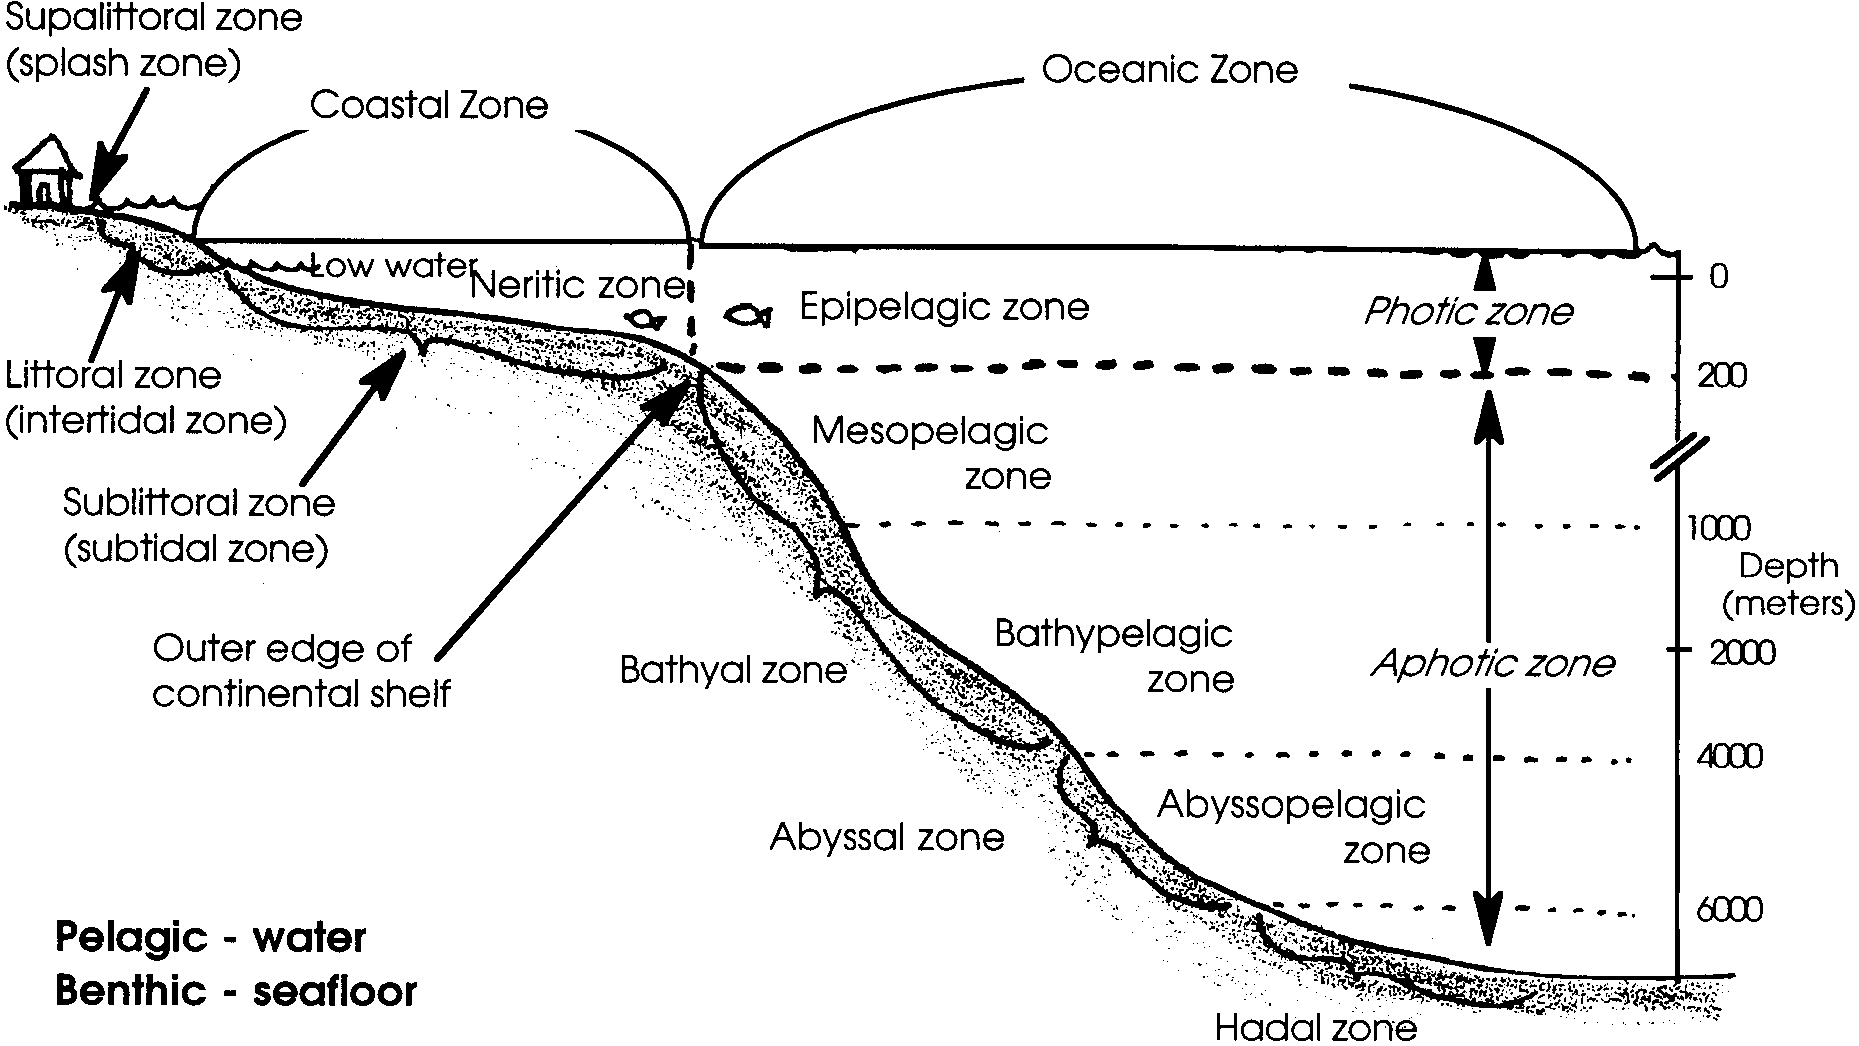 Supalittoral zone
(splash zone)
Coastal Zone
Oceanic Zone
Low water
Neritic zone
Epipelagic zone
Photic zone
0
200
Littoral zone
(intertidal zone)
Mesopelagic
zone
Sublittoral zone
(subtidal zone)
1000
Depth
(meters)
Outer edge of
continental shelf
Bathyal zone
Bathypelagic
zone
Aphotic zone
2000
4000
Abyssal zone
Abyssopelagic
zone
6000
Pelagic - water
Benthic - seafloor
Hadal zone